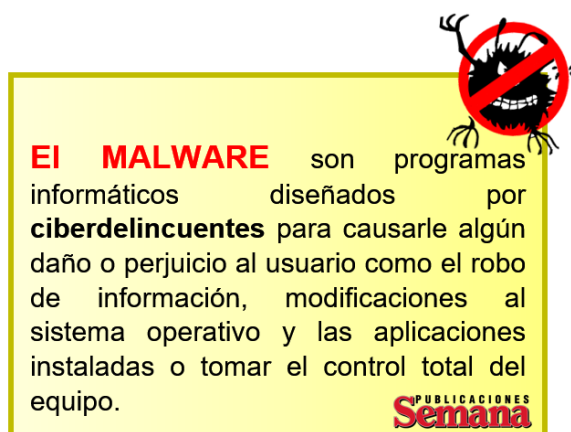 El MALWARE son programas
informáticos diseñados por
ciberdelincuentes para causarle algún
daño o perjuicio al usuario como el robo
de información, modificaciones al
sistema operativo y las aplicaciones
instaladas o tomar el control total del
equipo.
PUBLICACIONES
Semana